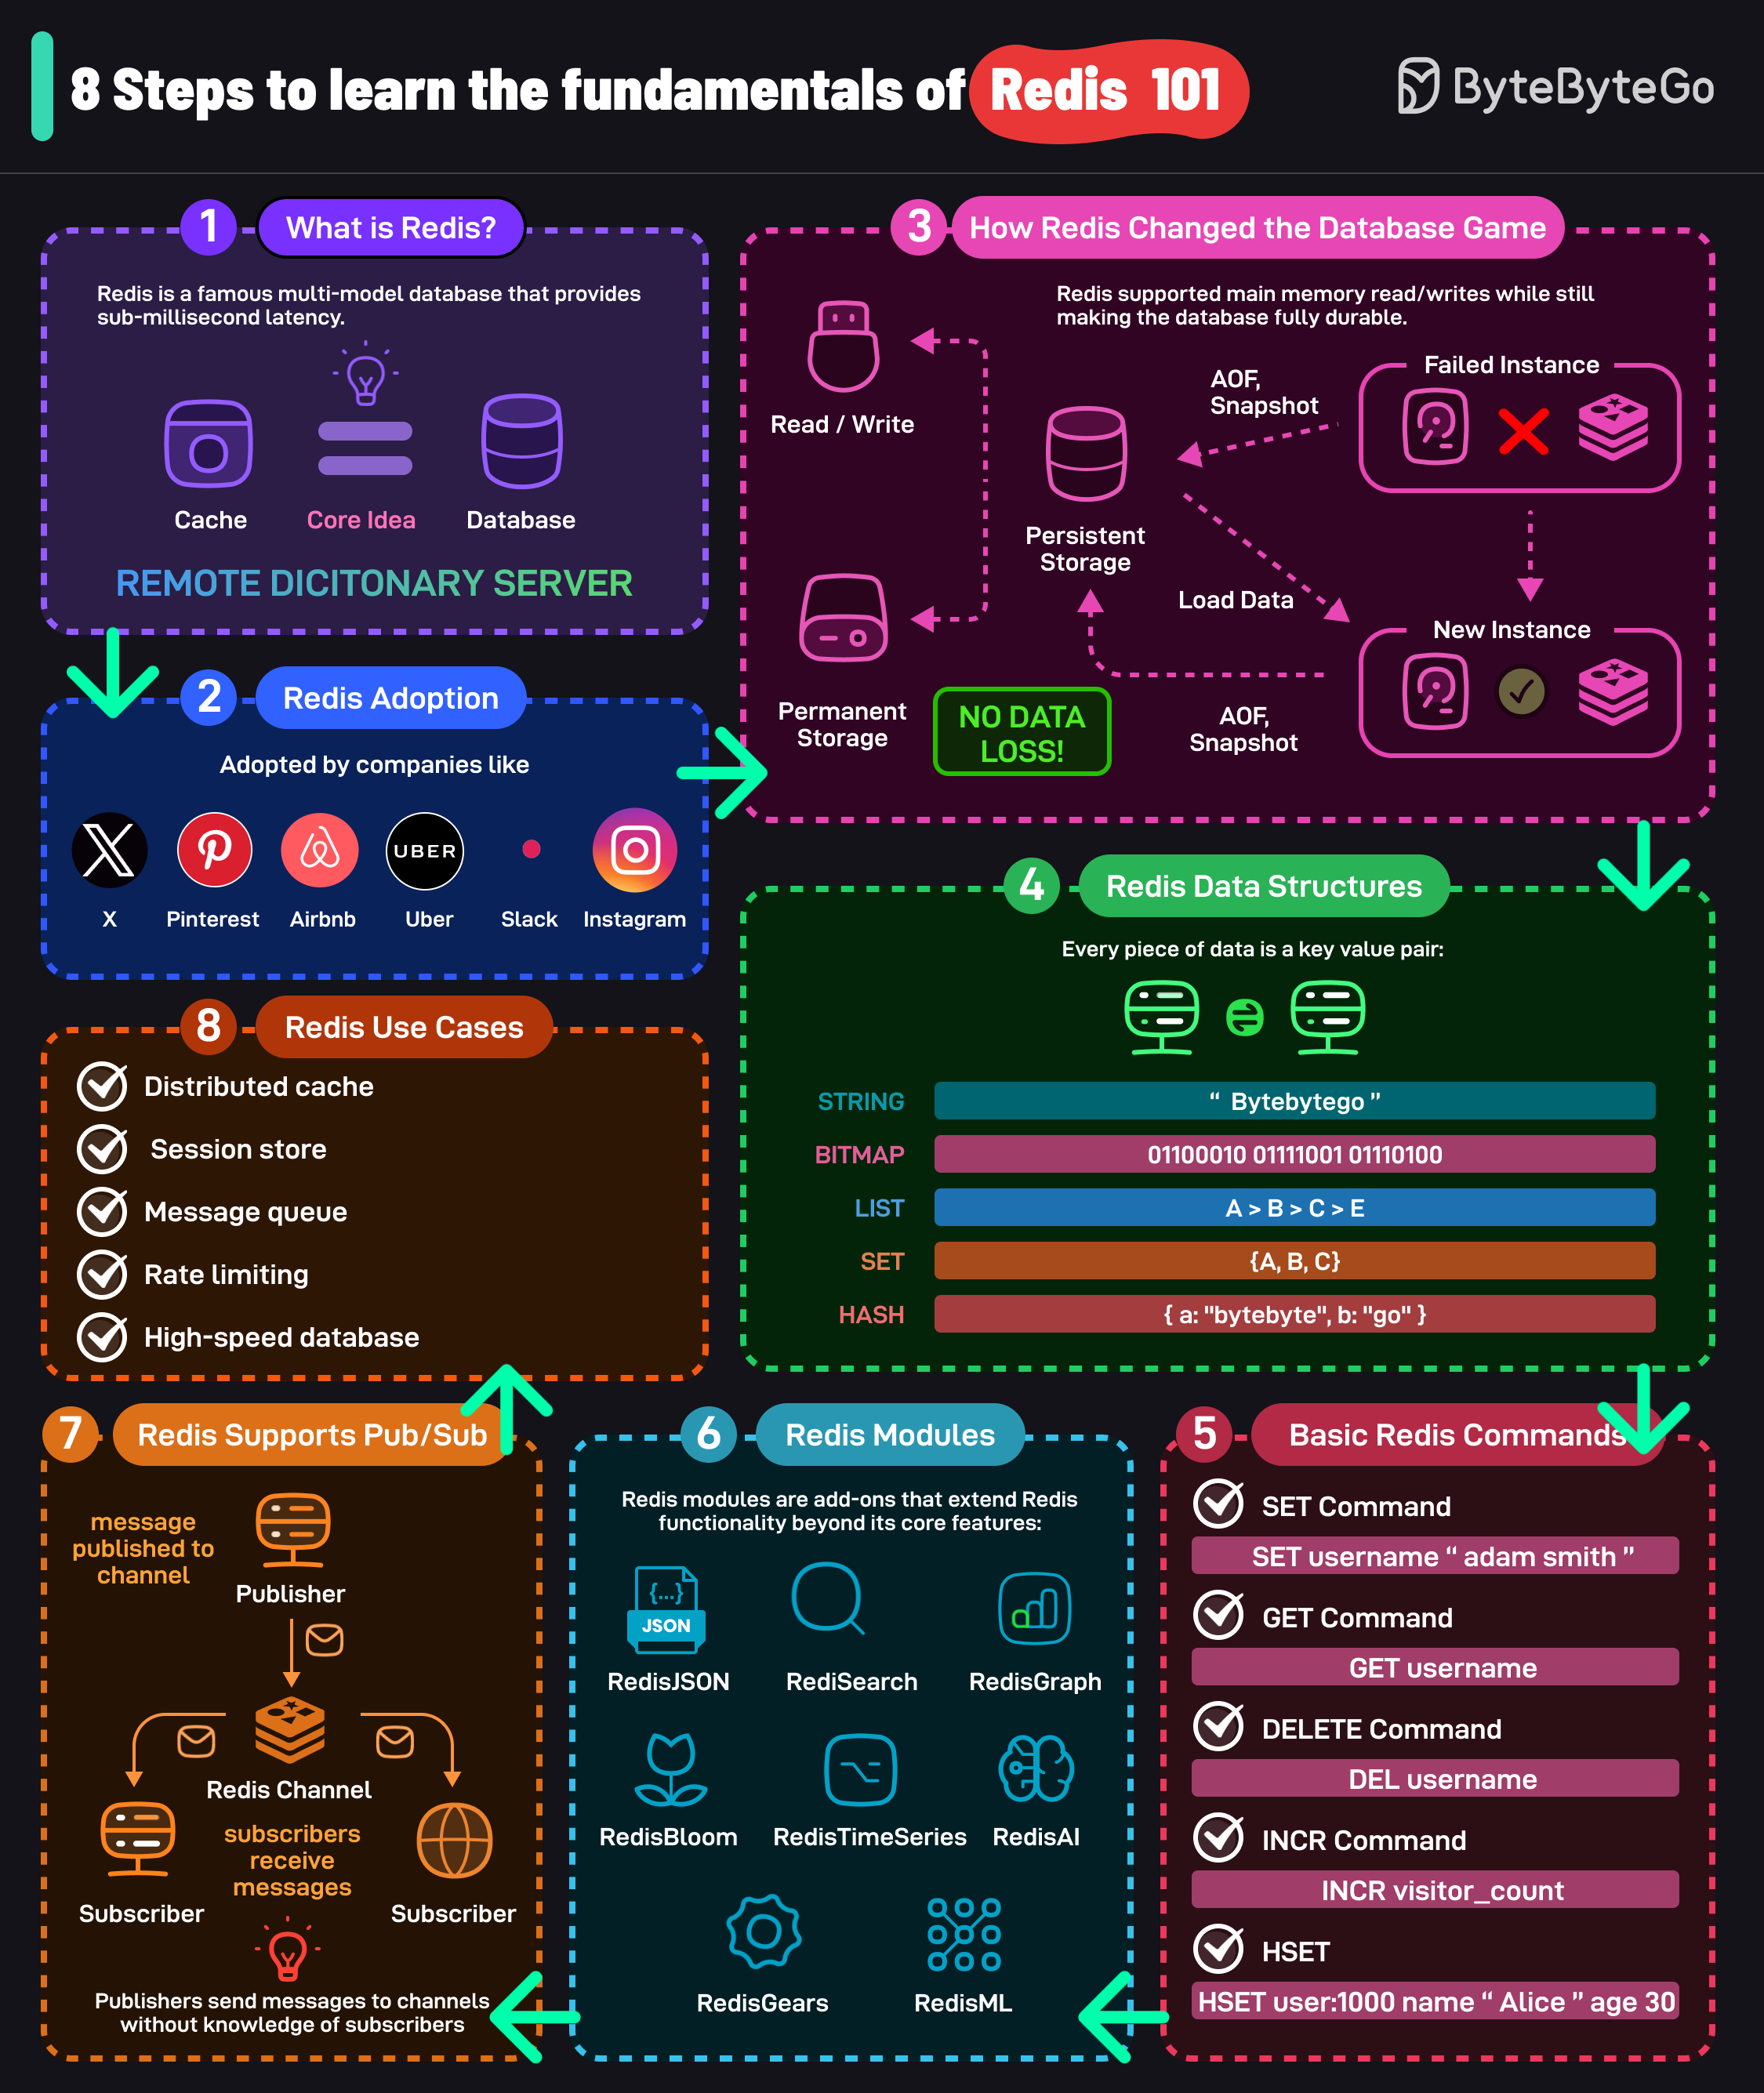 8 Steps to learn the fundamentals of Redis 101
ByteByteGo
1 What is Redis?
Redis is a famous multi-model database that provides
sub-millisecond latency.
Cache
Core Idea
Database
REMOTE DICITONARY SERVER
2 Redis Adoption
Adopted by companies like
UBER
X
Pinterest
Airbnb
Uber
Slack
Instagram
3 How Redis Changed the Database Game
Redis supported main memory read/writes while still
making the database fully durable.
Read / Write
Permanent
Storage
NO DATA
LOSS!
Persistent
Storage
AOF,
Snapshot
Failed Instance
Load Data
New Instance
AOF,
Snapshot
4 Redis Data Structures
Every piece of data is a key value pair:
STRING
“ Bytebytego ”
BITMAP
01100010 01111001 01110100
LIST
A > B > C > E
SET
{A, B, C}
HASH
{ a: "bytebyte", b: "go" }
5 Basic Redis Commands
SET Command
SET username “ adam smith ”
GET Command
GET username
DELETE Command
DEL username
INCR Command
INCR visitor_count
HSET
HSET user:1000 name “ Alice ” age 30
6 Redis Modules
Redis modules are add-ons that extend Redis
functionality beyond its core features:
{...}
JSON
RedisJSON
RediSearch
RedisGraph
RedisBloom
RedisTimeSeries
RedisAI
RedisGears
RedisML
7 Redis Supports Pub/Sub
message
published to
channel
Publisher
Redis Channel
subscribers
receive
messages
Subscriber
Subscriber
Publishers send messages to channels
without knowledge of subscribers
8 Redis Use Cases
Distributed cache
Session store
Message queue
Rate limiting
High-speed database